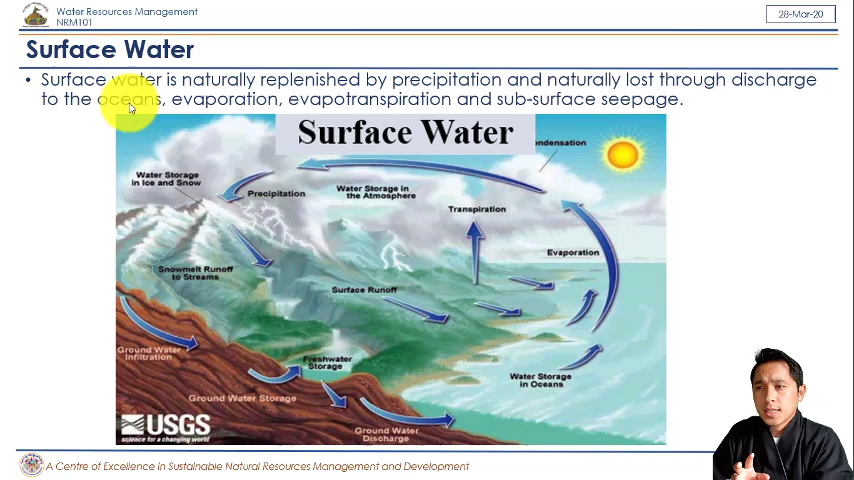 Water Resources Management
NRM101
28-Mar-20
Surface Water
• Surface water is naturally replenished by precipitation and naturally lost through discharge
to the oceans, evaporation, evapotranspiration and sub-surface seepage.
Surface Water
ondensation
Water Storage
in Ice and Snow
Precipitation
Water Storage in
the Atmosphere
Transpiration
Evaporation
Snowmelt Runoff
to Streams
Surface Runoff
Ground Water
Infiltration
Freshwater
Storage
Water Storage
in Oceans
Ground Water Storage
USGS
science for a changing world
Ground Water
Discharge
A Centre of Excellence in Sustainable Natural Resources Management and Development